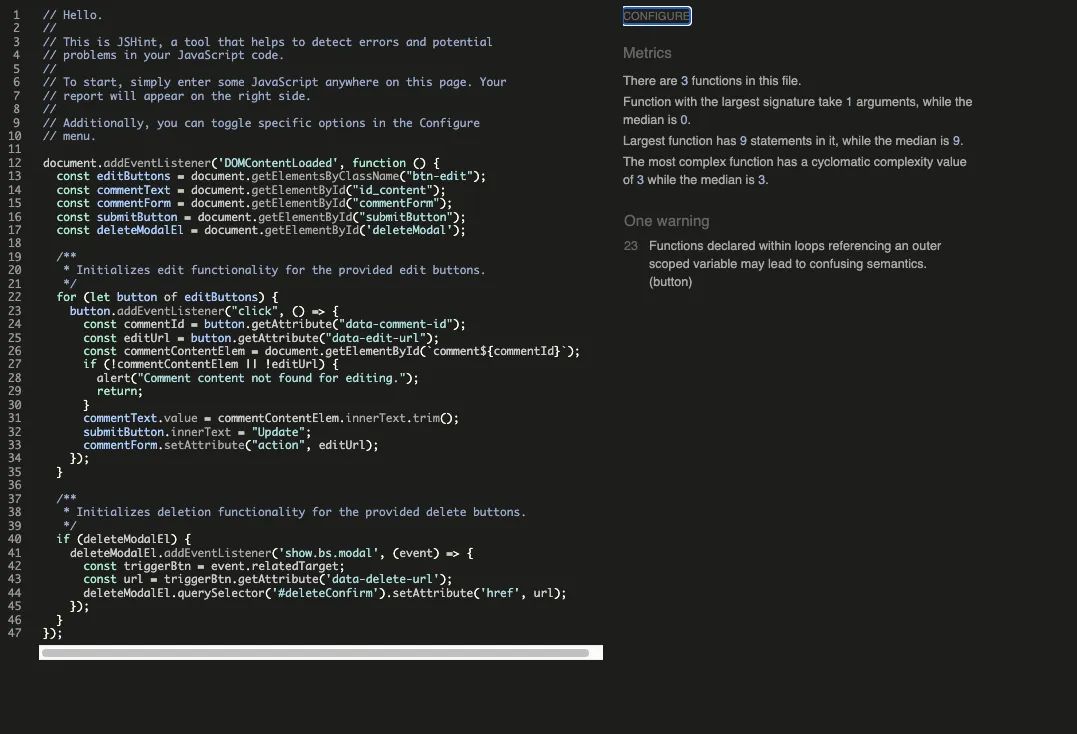 1 // Hello.
2 //
3 // This is JSHint, a tool that helps to detect errors and potential
4 // problems in your JavaScript code.
5 //
6 // To start, simply enter some JavaScript anywhere on this page. Your
7 // report will appear on the right side.
8 //
9 // Additionally, you can toggle specific options in the Configure
10 // menu.
11
12 document.addEventListener('DOMContentLoaded', function () {
13   const editButtons = document.getElementsByClassName("btn-edit");
14   const commentText = document.getElementById("id_content");
15   const commentForm = document.getElementById("commentForm");
16   const submitButton = document.getElementById("submitButton");
17   const deleteModalEl = document.getElementById('deleteModal');
18
19   /**
20    * Initializes edit functionality for the provided edit buttons.
21    */
22   for (let button of editButtons) {
23     button.addEventListener("click", () => {
24       const commentId = button.getAttribute("data-comment-id");
25       const editUrl = button.getAttribute("data-edit-url");
26       const commentContentElem = document.getElementById(`comment${commentId}`);
27       if (!commentContentElem || !editUrl) {
28         alert("Comment content not found for editing.");
29         return;
30       }
31       commentText.value = commentContentElem.innerText.trim();
32       submitButton.innerText = "Update";
33       commentForm.setAttribute("action", editUrl);
34     });
35   }
36
37   /**
38    * Initializes deletion functionality for the provided delete buttons.
39    */
40   if (deleteModalEl) {
41     deleteModalEl.addEventListener('show.bs.modal', (event) => {
42       const triggerBtn = event.relatedTarget;
43       const url = triggerBtn.getAttribute('data-delete-url');
44       deleteModalEl.querySelector('#deleteConfirm').setAttribute('href', url);
45     });
46   }
47 });
CONFIGURE
Metrics
There are 3 functions in this file.
Function with the largest signature take 1 arguments, while the
median is 0.
Largest function has 9 statements in it, while the median is 9.
The most complex function has a cyclomatic complexity value
of 3 while the median is 3.
One warning
23 Functions declared within loops referencing an outer
scoped variable may lead to confusing semantics.
(button)